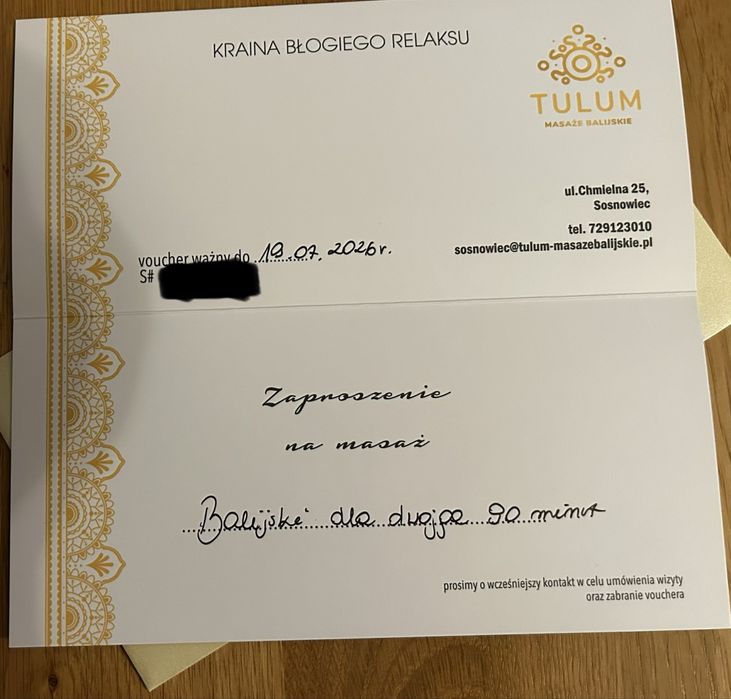 KRAINA BŁOGIEGO RELAKSU
TULUM
MASAŻE BALIJSKIE
ul.Chmielna 25,
Sosnowiec
tel. 729123010
sosnowiec@tulum-masazebalijskie.pl
voucher ważny do 19.07.2026r.
S#
Zaproszenie
na masaż
Balijski dla dwojga 90 minut
prosimy o wcześniejszy kontakt w celu umówienia wizyty
oraz zabranie vouchera